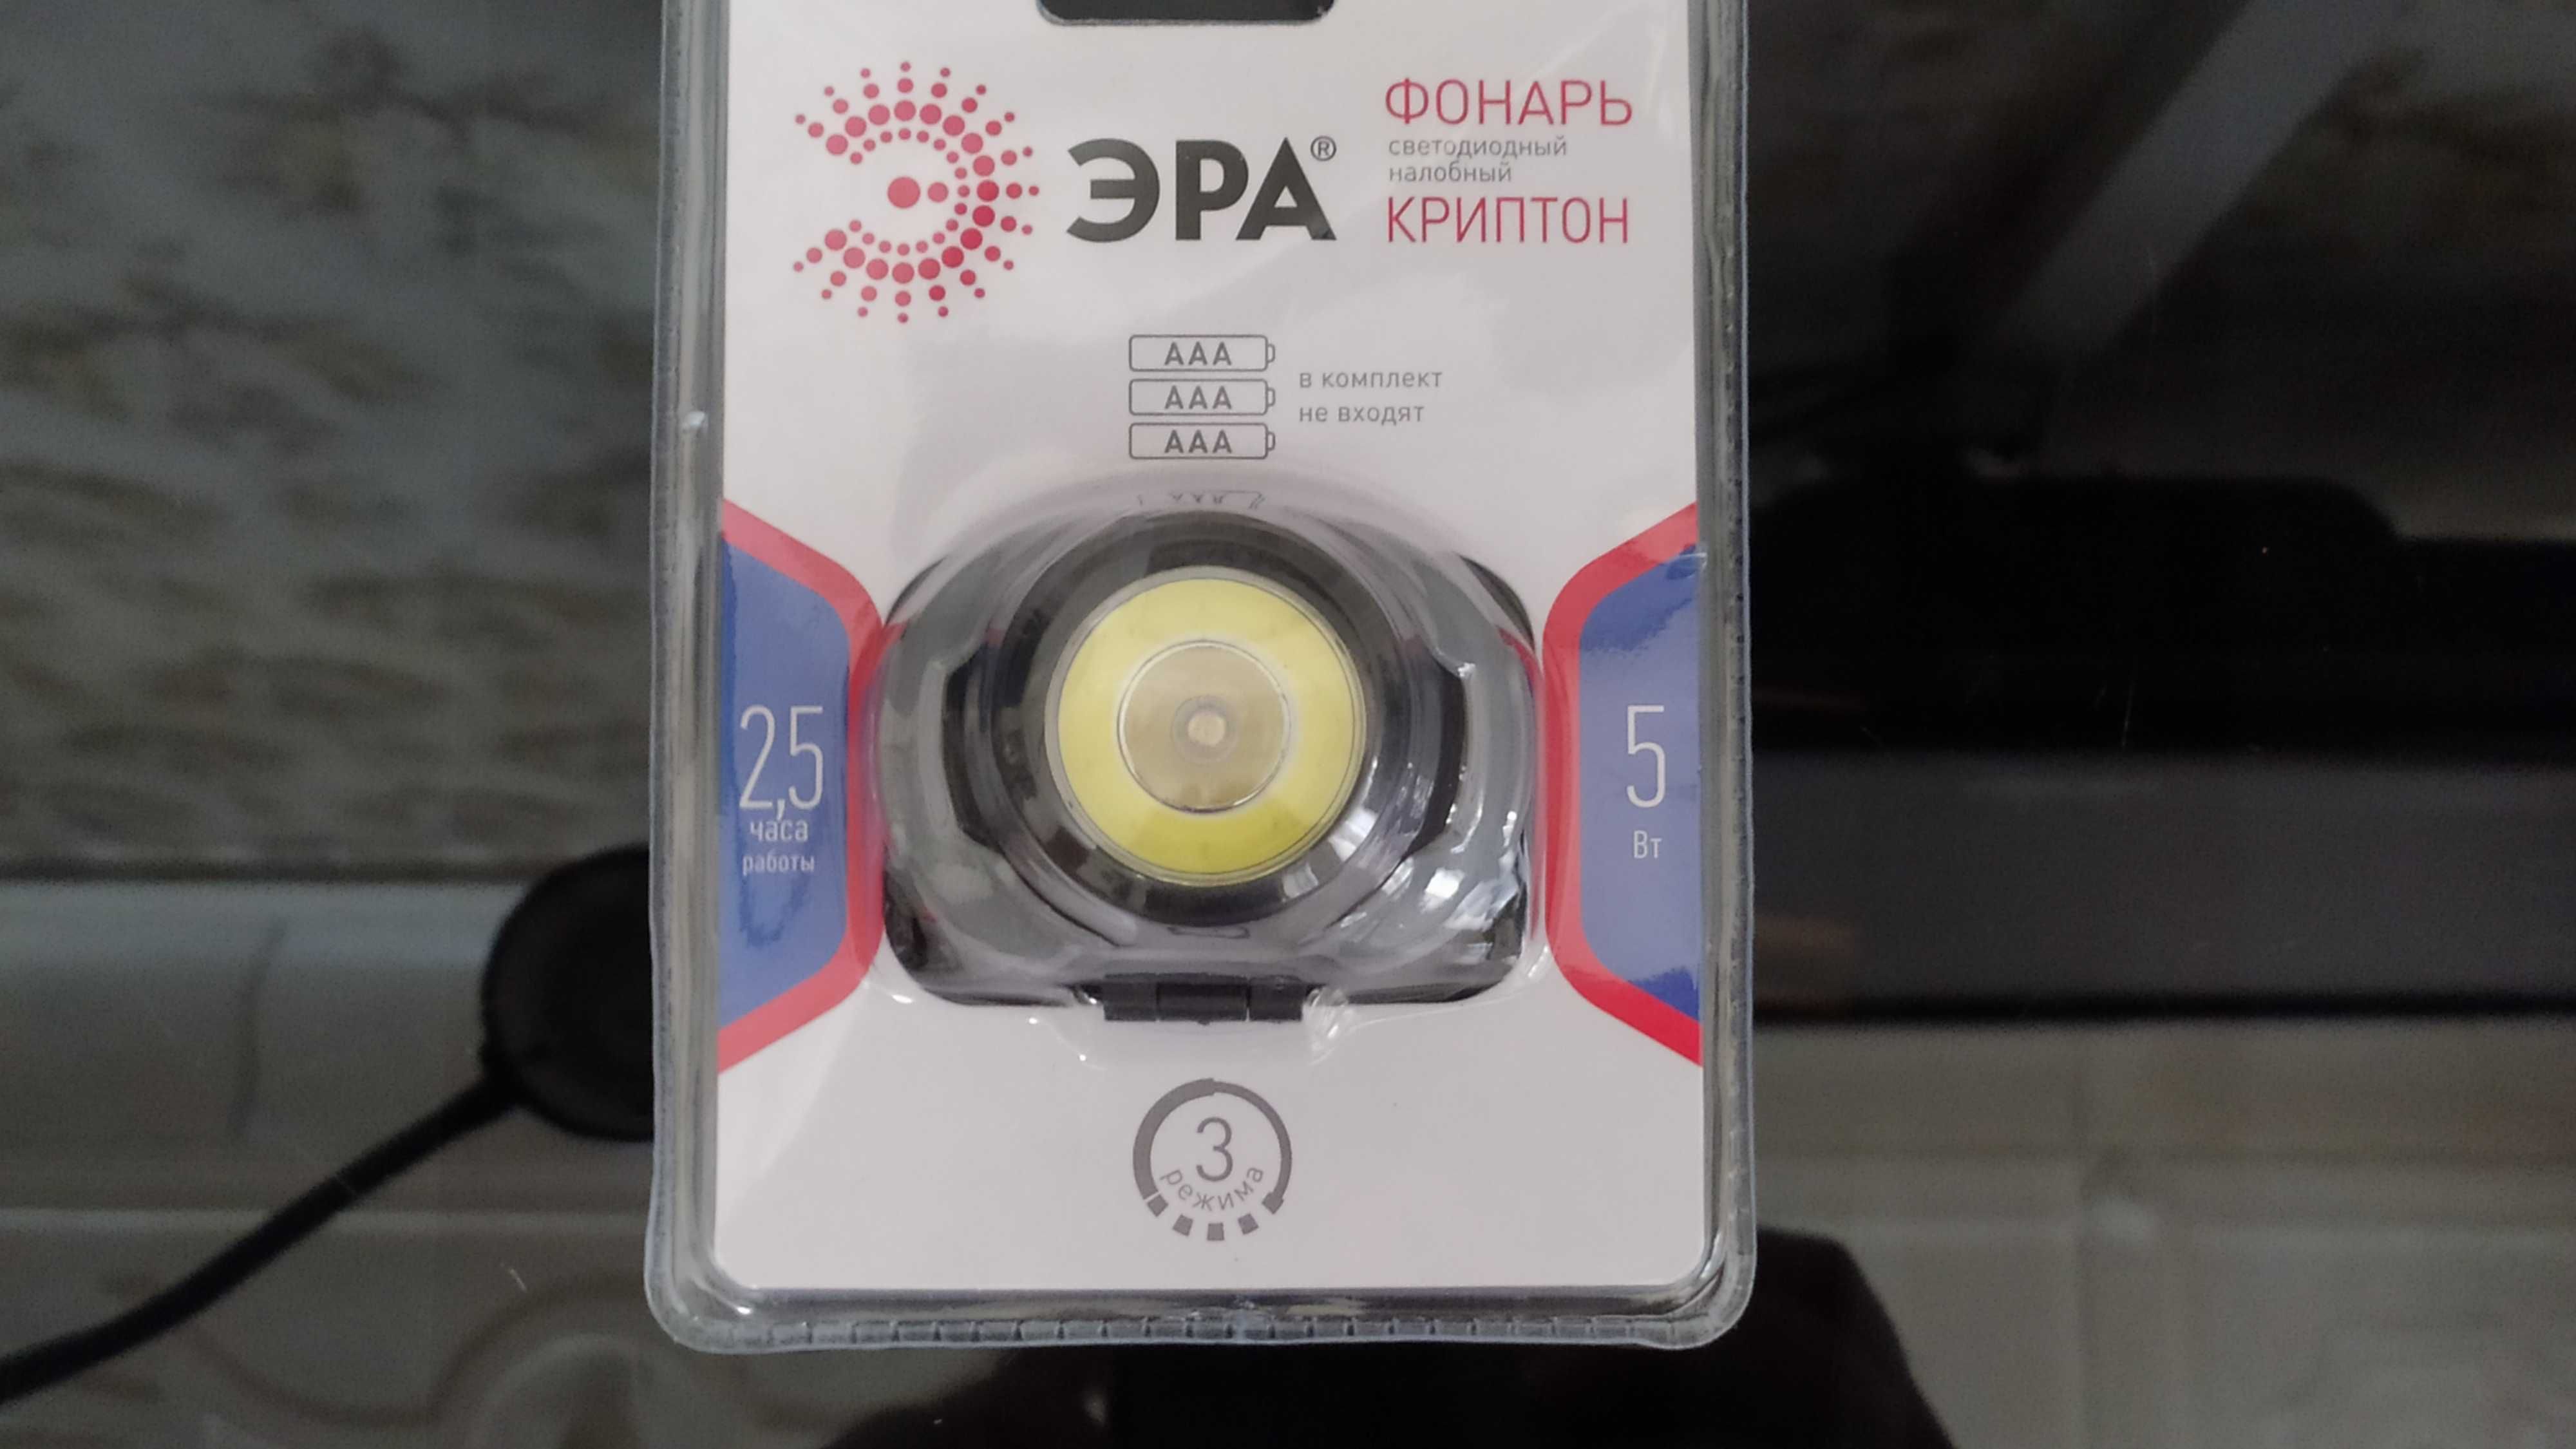 ЭРА®
ФОНАРЬ
светодиодный
налобный
КРИПТОН
AAA
AAA
AAA
в комплект
не входят
2,5
часа
работы
5
Вт
3
режима